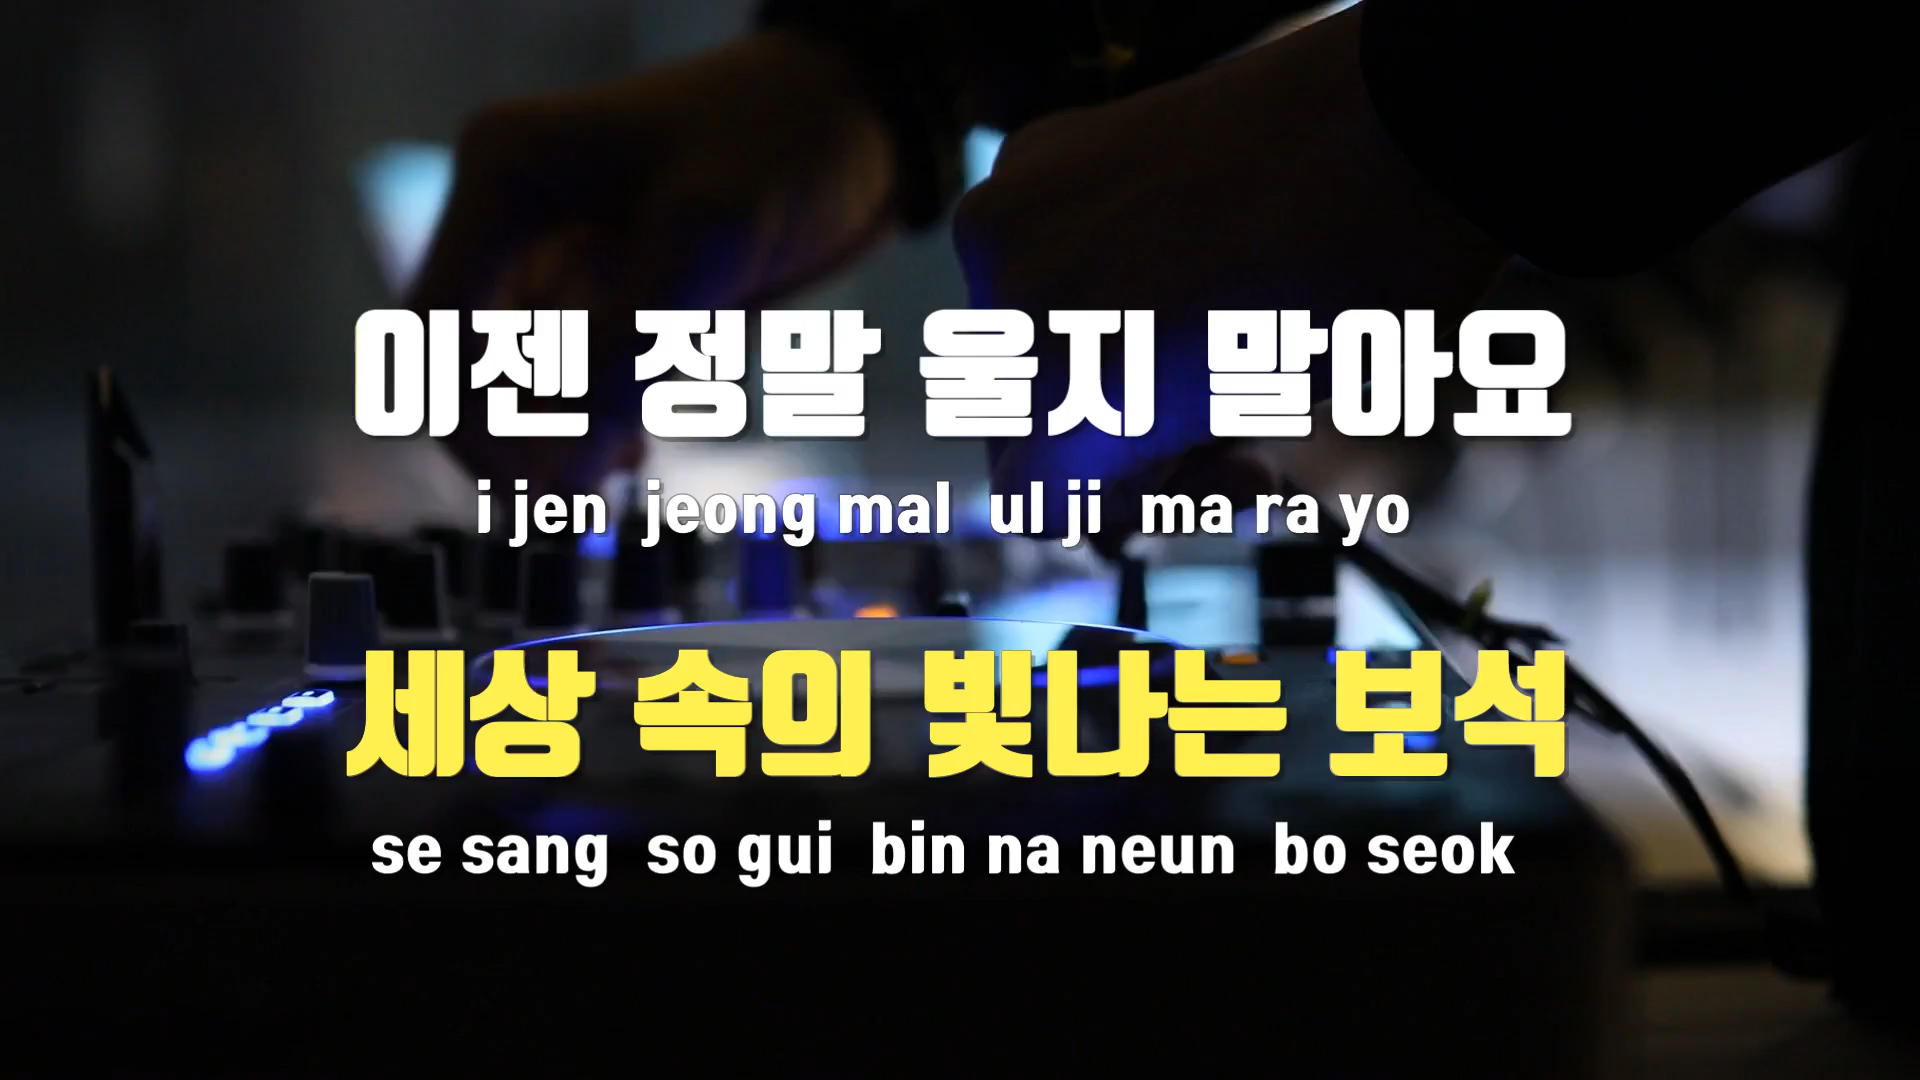 이젠 정말 울지 말아요
i jen jeong mal ul ji ma ra yo
세상 속의 빛나는 보석
se sang so gui bin na neun bo seok